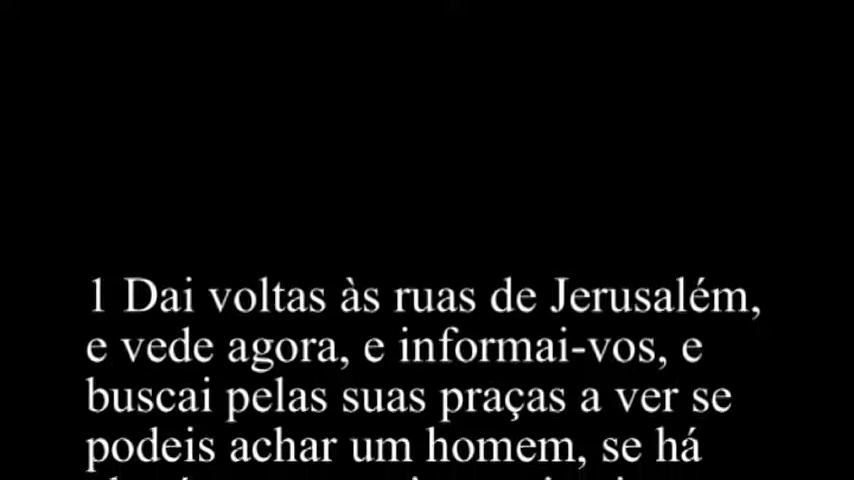 1 Dai voltas às ruas de Jerusalém,
e vede agora, e informai-vos, e
buscai pelas suas praças a ver se
podeis achar um homem, se há